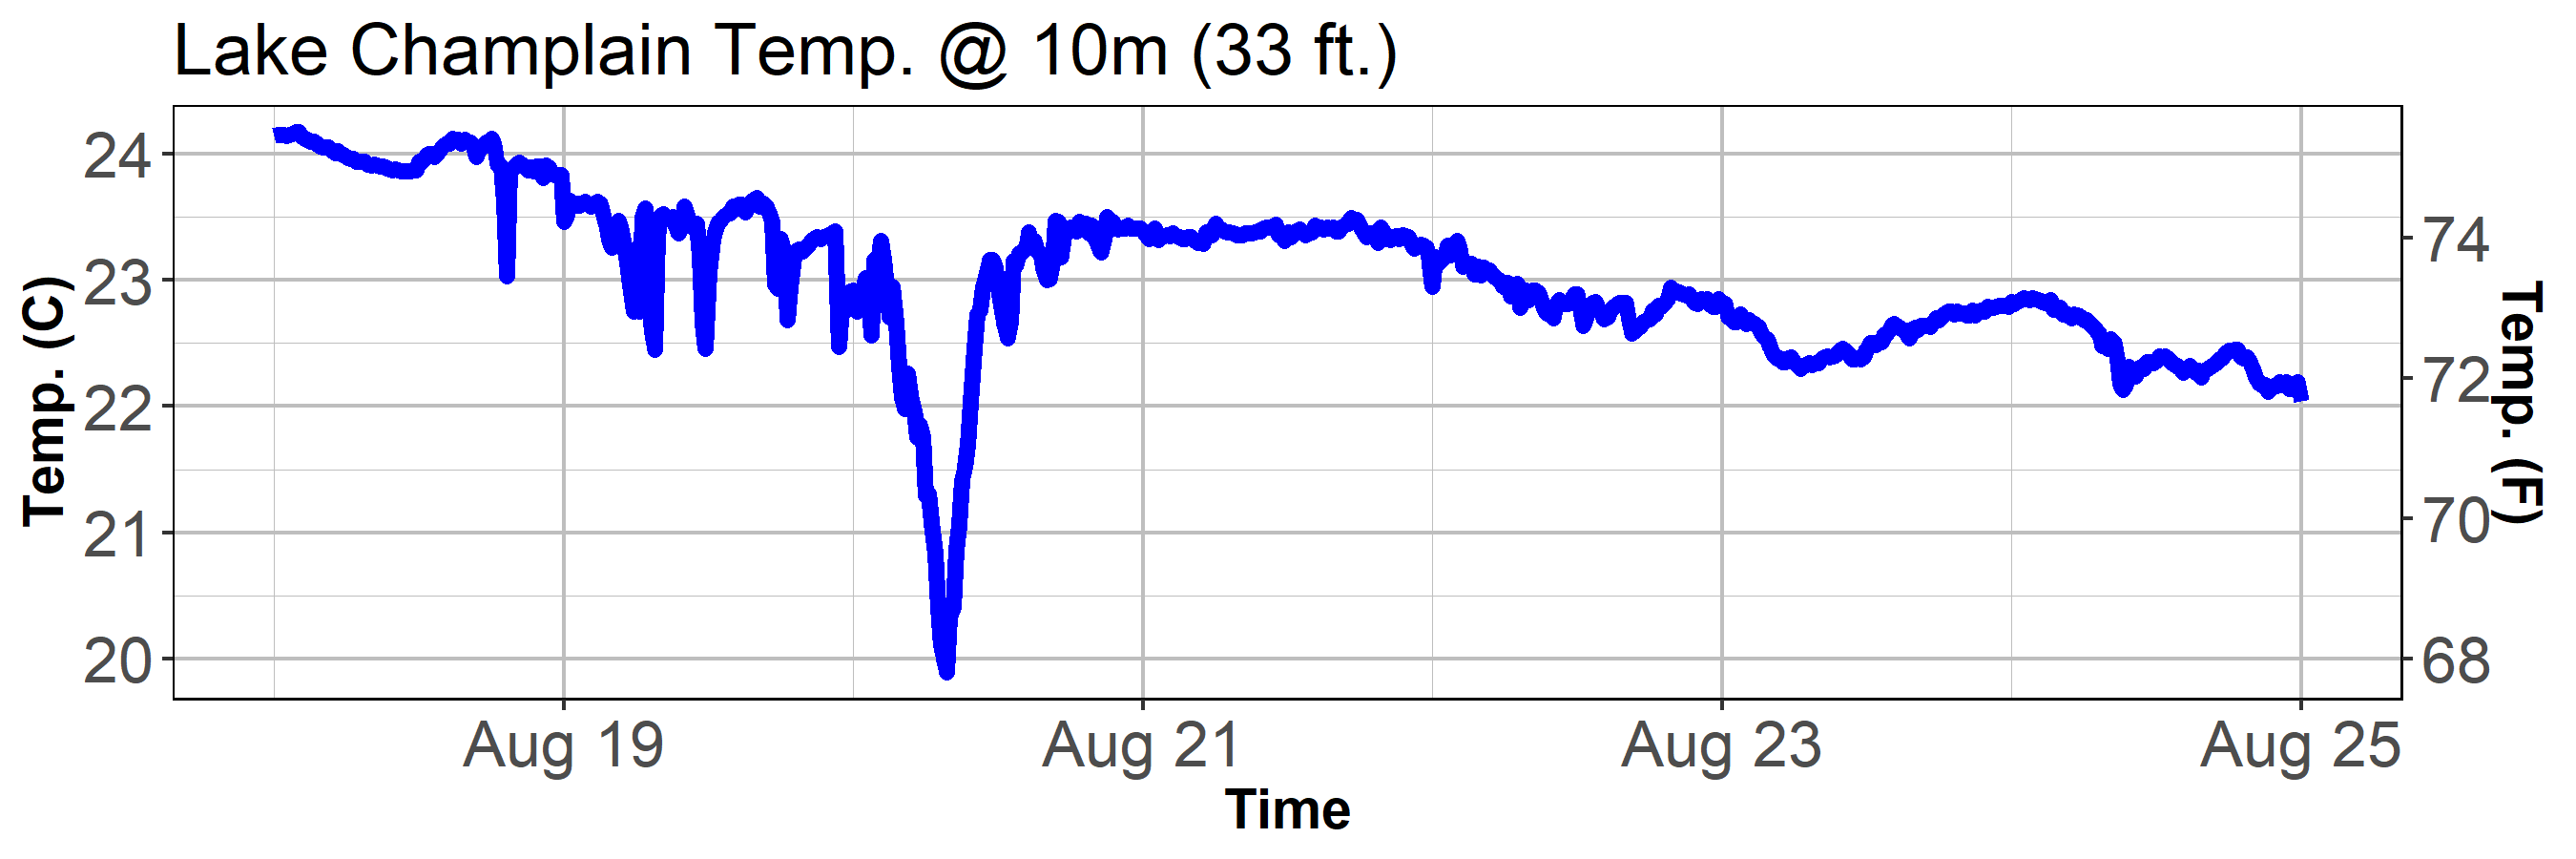 Lake Champlain Temp. @ 10m (33 ft.)
Temp. (C)
24
23
22
21
20
74
72
70
68
Temp. (F)
Aug 19 Aug 21 Aug 23 Aug 25
Time